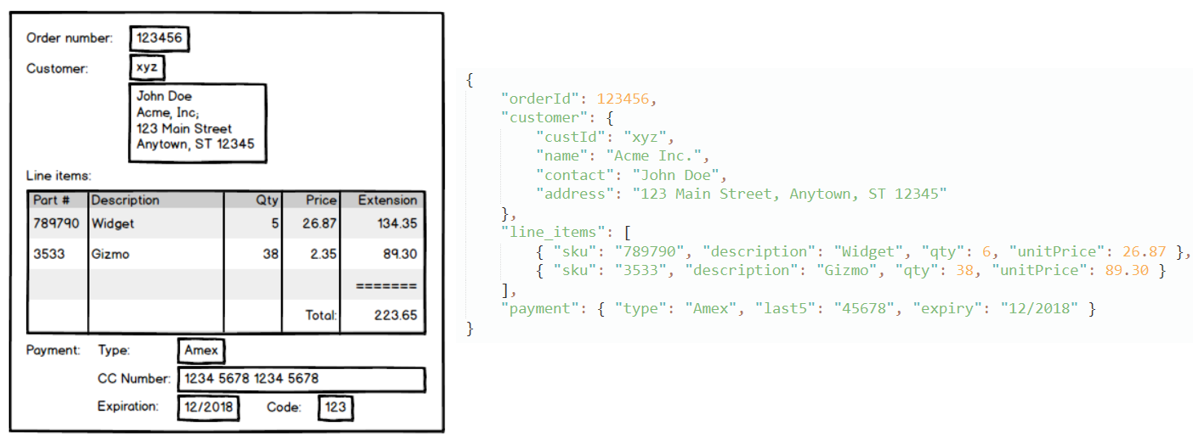 Order number: 123456
Customer: xyz
John Doe
Acme, Inc;
123 Main Street
Anytown, ST 12345
Line items:
Part # Description Qty Price Extension
789790 Widget 5 26.87 134.35
3533 Gizmo 38 2.35 89.30
=======
Total: 223.65
Payment: Type: Amex
CC Number: 1234 5678 1234 5678
Expiration: 12/2018 Code: 123
{
"orderId": 123456,
"customer": {
"custId": "xyz",
"name": "Acme Inc.",
"contact": "John Doe",
"address": "123 Main Street, Anytown, ST 12345"
},
"line_items": [
{ "sku": "789790", "description": "Widget", "qty": 6, "unitPrice": 26.87 },
{ "sku": "3533", "description": "Gizmo", "qty": 38, "unitPrice": 89.30 }
],
"payment": { "type": "Amex", "last5": "45678", "expiry": "12/2018" }
}